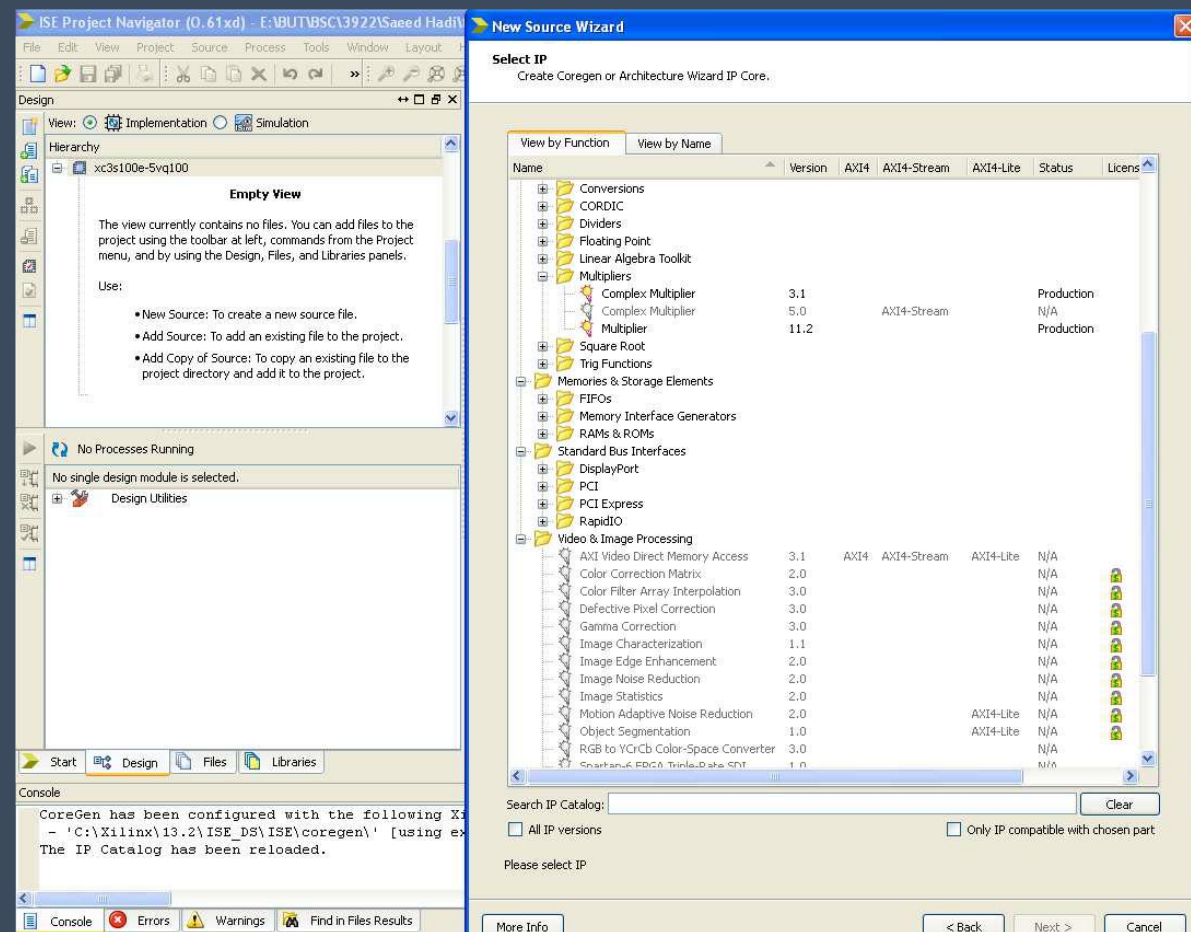 ISE Project Navigator (O.61xd) - E:\BUT\BSC\3922\Saeed Hadi\
File Edit View Project Source Process Tools Window Layout
Design
View: Implementation Simulation
Hierarchy
xc3s100e-5vq100
Empty View
The view currently contains no files. You can add files to the
project using the toolbar at left, commands from the Project
menu, and by using the Design, Files, and Libraries panels.
Use:
• New Source: To create a new source file.
• Add Source: To add an existing file to the project.
• Add Copy of Source: To copy an existing file to the
project directory and add it to the project.
No Processes Running
No single design module is selected.
Design Utilities
Start Design Files Libraries
Console
CoreGen has been configured with the following Xi
- 'C:\Xilinx\13.2\ISE_DS\ISE\coregen\' [using ex
The IP Catalog has been reloaded.
Console Errors Warnings Find in Files Results
New Source Wizard
Select IP
Create Coregen or Architecture Wizard IP Core.
View by Function View by Name
Name Version AXI4 AXI4-Stream AXI4-Lite Status Licens
Conversions
CORDIC
Dividers
Floating Point
Linear Algebra Toolkit
Multipliers
Complex Multiplier 3.1 Production
Complex Multiplier 5.0 AXI4-Stream N/A
Multiplier 11.2 Production
Square Root
Trig Functions
Memories & Storage Elements
FIFOs
Memory Interface Generators
RAMs & ROMs
Standard Bus Interfaces
DisplayPort
PCI
PCI Express
RapidIO
Video & Image Processing
AXI Video Direct Memory Access 3.1 AXI4 AXI4-Stream AXI4-Lite N/A
Color Correction Matrix 2.0 N/A
Color Filter Array Interpolation 3.0 N/A
Defective Pixel Correction 3.0 N/A
Gamma Correction 3.0 N/A
Image Characterization 1.1 N/A
Image Edge Enhancement 2.0 N/A
Image Noise Reduction 2.0 N/A
Image Statistics 2.0 N/A
Motion Adaptive Noise Reduction 2.0 AXI4-Lite N/A
Object Segmentation 1.0 AXI4-Lite N/A
RGB to YCrCb Color-Space Converter 3.0 N/A
Spartan-6 FPGA Triple-Rate SDI 1.0 N/A
Search IP Catalog: Clear
All IP versions Only IP compatible with chosen part
Please select IP
More Info < Back Next > Cancel